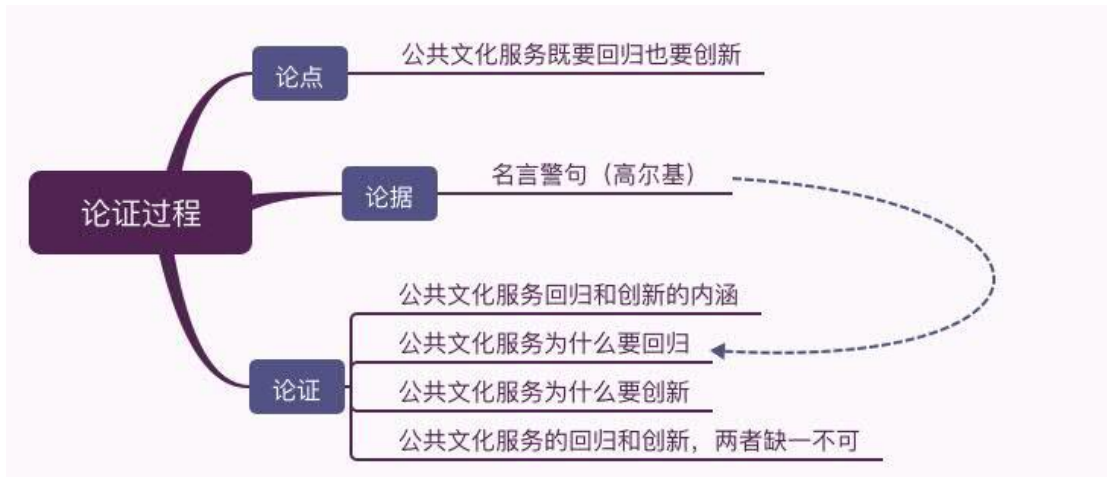 公共文化服务既要回归也要创新
论点
名言警句（高尔基）
论据
论证过程
公共文化服务回归和创新的内涵
公共文化服务为什么要回归
论证
公共文化服务为什么要创新
公共文化服务的回归和创新，两者缺一不可